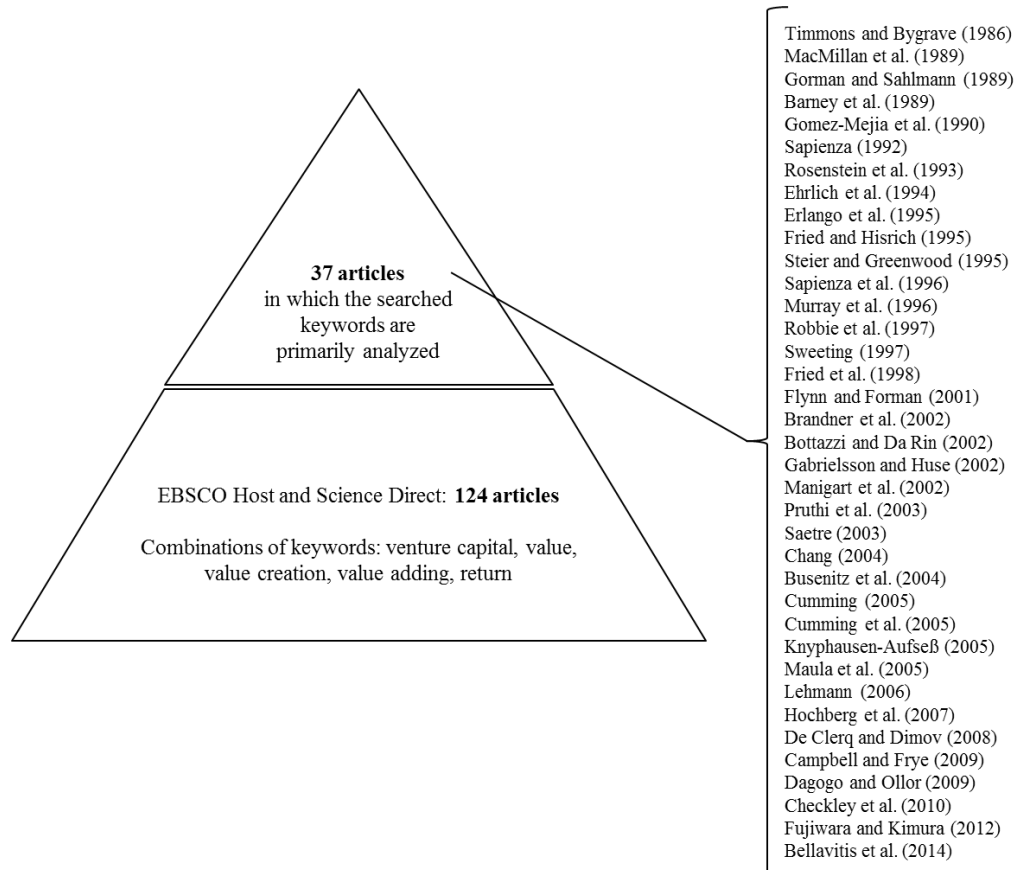 37 articles
in which the searched
keywords are
primarily analyzed
EBSCO Host and Science Direct: 124 articles
Combinations of keywords: venture capital, value,
value creation, value adding, return
Timmons and Bygrave (1986)
MacMillan et al. (1989)
Gorman and Sahlmann (1989)
Barney et al. (1989)
Gomez-Mejia et al. (1990)
Sapienza (1992)
Rosenstein et al. (1993)
Ehrlich et al. (1994)
Erlango et al. (1995)
Fried and Hisrich (1995)
Steier and Greenwood (1995)
Sapienza et al. (1996)
Murray et al. (1996)
Robbie et al. (1997)
Sweeting (1997)
Fried et al. (1998)
Flynn and Forman (2001)
Brandner et al. (2002)
Bottazzi and Da Rin (2002)
Gabrielsson and Huse (2002)
Manigart et al. (2002)
Pruthi et al. (2003)
Saetre (2003)
Chang (2004)
Busenitz et al. (2004)
Cumming (2005)
Cumming et al. (2005)
Knyphausen-Aufseß (2005)
Maula et al. (2005)
Lehmann (2006)
Hochberg et al. (2007)
De Clerq and Dimov (2008)
Campbell and Frye (2009)
Dagogo and Ollor (2009)
Checkley et al. (2010)
Fujiwara and Kimura (2012)
Bellavitis et al. (2014)